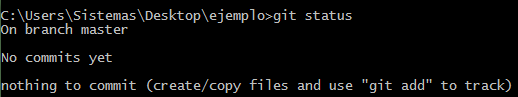 C:\Users\Sistemas\Desktop\ejemplo>git status
On branch master
No commits yet
nothing to commit (create/copy files and use "git add" to track)